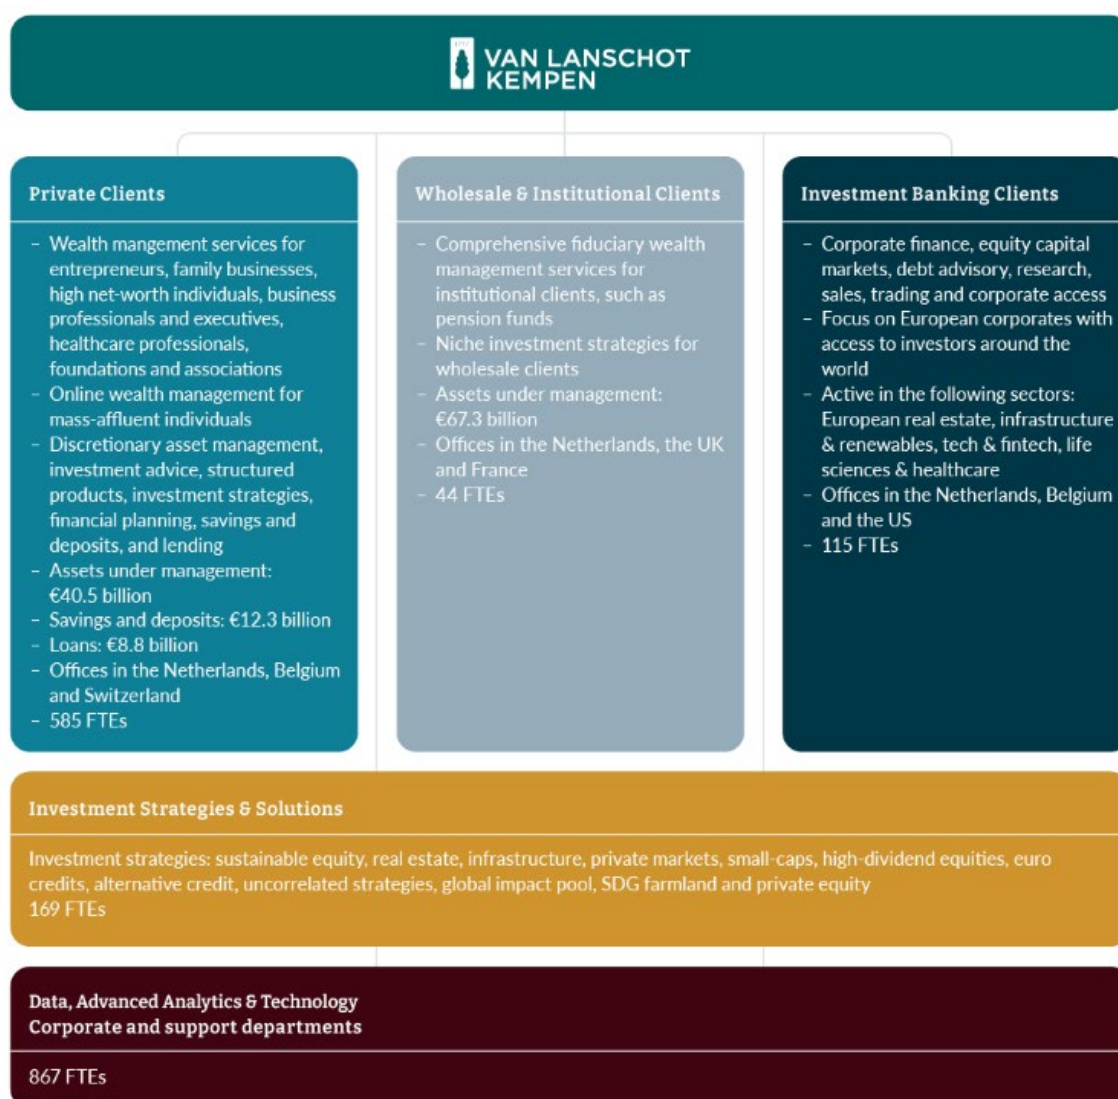 VAN LANSCHOT
KEMPEN
Private Clients
– Wealth mangement services for
entrepreneurs, family businesses,
high net-worth individuals, business
professionals and executives,
healthcare professionals,
foundations and associations
– Online wealth management for
mass-affluent individuals
– Discretionary asset management,
investment advice, structured
products, investment strategies,
financial planning, savings and
deposits, and lending
– Assets under management:
€40.5 billion
– Savings and deposits: €12.3 billion
– Loans: €8.8 billion
– Offices in the Netherlands, Belgium
and Switzerland
– 585 FTEs
Wholesale & Institutional Clients
– Comprehensive fiduciary wealth
management services for
institutional clients, such as
pension funds
– Niche investment strategies for
wholesale clients
– Assets under management:
€67.3 billion
– Offices in the Netherlands, the UK
and France
– 44 FTEs
Investment Banking Clients
– Corporate finance, equity capital
markets, debt advisory, research,
sales, trading and corporate access
– Focus on European corporates with
access to investors around the
world
– Active in the following sectors:
European real estate, infrastructure
& renewables, tech & fintech, life
sciences & healthcare
– Offices in the Netherlands, Belgium
and the US
– 115 FTEs
Investment Strategies & Solutions
Investment strategies: sustainable equity, real estate, infrastructure, private markets, small-caps, high-dividend equities, euro
credits, alternative credit, uncorrelated strategies, global impact pool, SDG farmland and private equity
169 FTEs
Data, Advanced Analytics & Technology
Corporate and support departments
867 FTEs